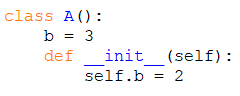 class A():
    b = 3
    def __init__(self):
        self.b = 2